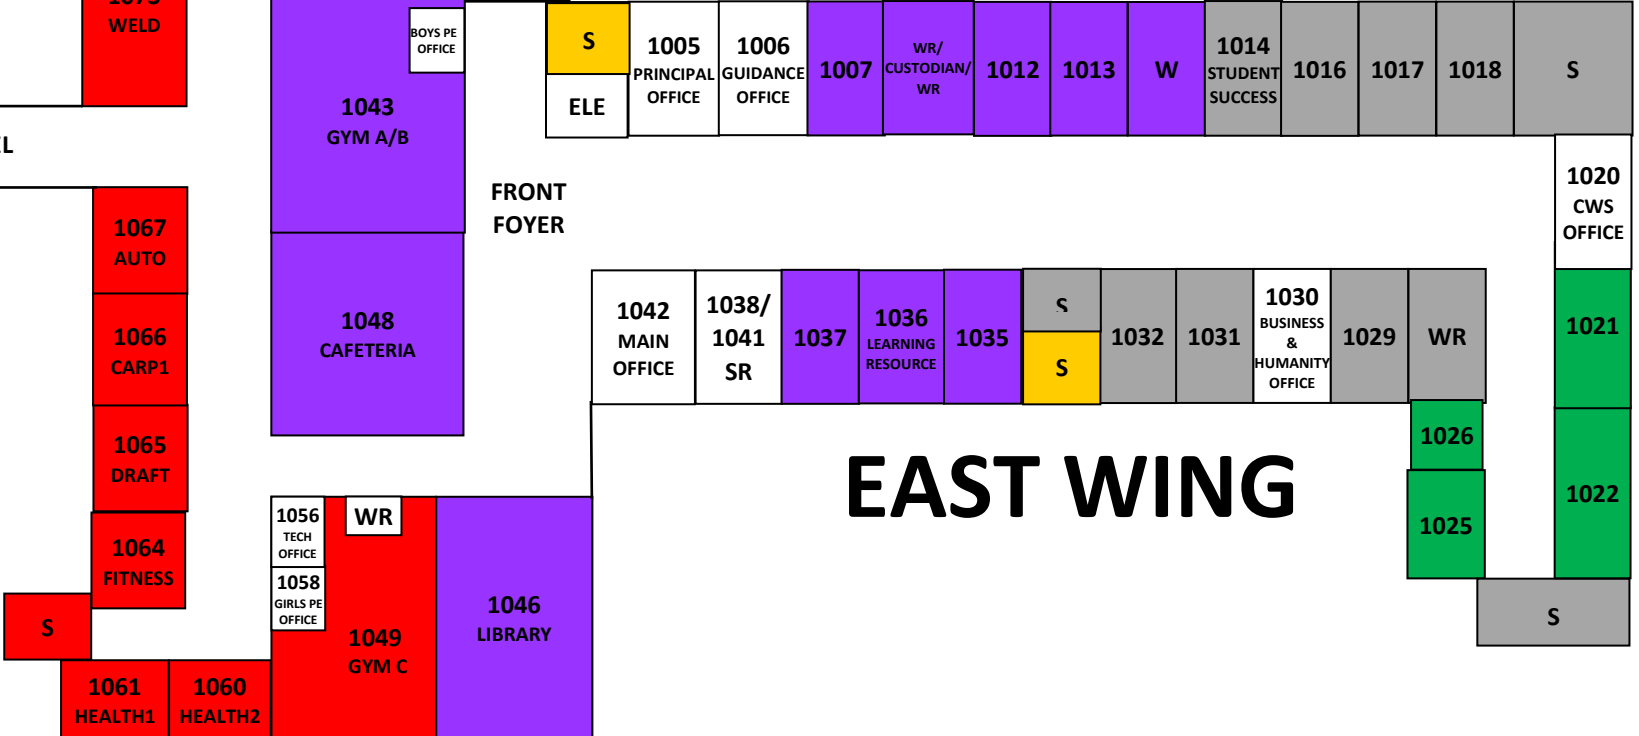 1073
WELD
BOYS PE
OFFICE
1043
GYM A/B
S
ELE
1005
PRINCIPAL
OFFICE
1006
GUIDANCE
OFFICE
1007
WR/
CUSTODIAN/
WR
1012
1013
W
1014
STUDENT
SUCCESS
1016
1017
1018
S
1020
CWS
OFFICE
FRONT
FOYER
1067
AUTO
1066
CARP1
1065
DRAFT
1064
FITNESS
S
1061
HEALTH1
1060
HEALTH2
1048
CAFETERIA
1042
MAIN
OFFICE
1038/
1041
SR
1037
1036
LEARNING
RESOURCE
1035
S
S
1032
1031
1030
BUSINESS
&
HUMANITY
OFFICE
1029
WR
1021
1022
1026
1025
S
EAST WING
1056
TECH
OFFICE
WR
1058
GIRLS PE
OFFICE
1049
GYM C
1046
LIBRARY